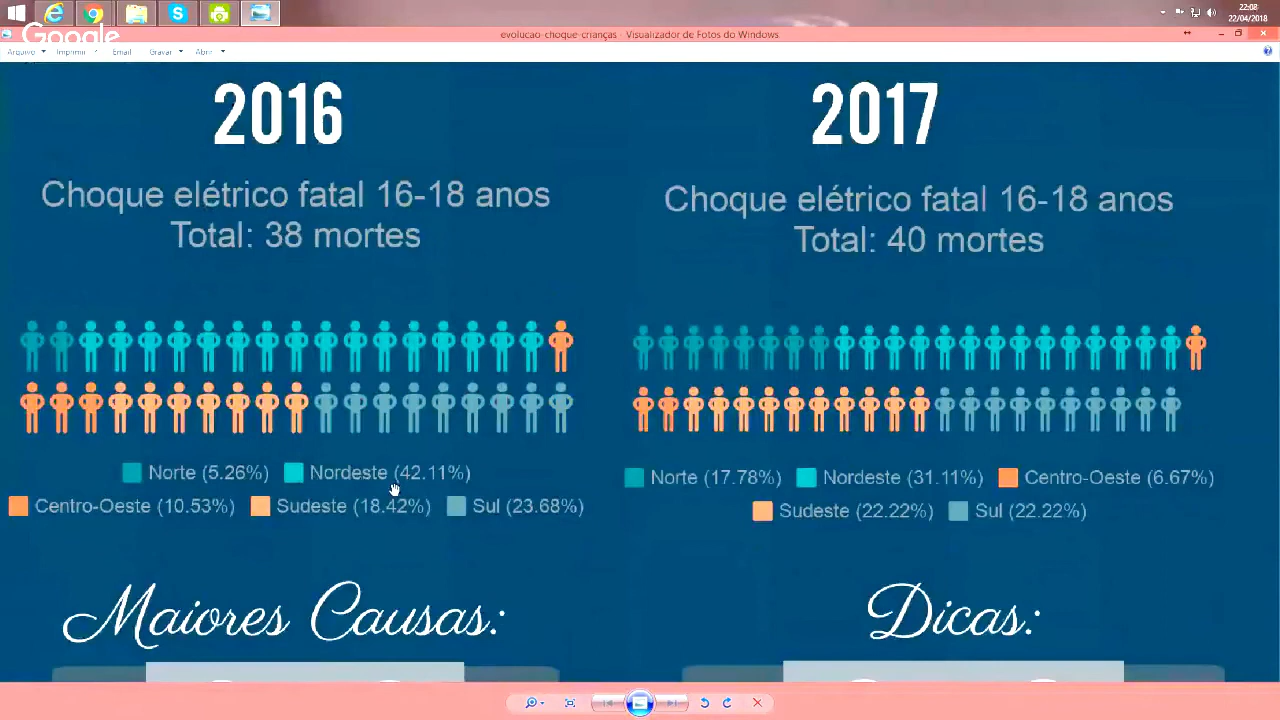 22:08
22/04/2018
Google
evolucao-choque-crianças - Visualizador de Fotos do Windows
Arquivo Imprimir Email Gravar Abrir
2016
Choque elétrico fatal 16-18 anos
Total: 38 mortes
Norte (5.26%) Nordeste (42.11%)
Centro-Oeste (10.53%) Sudeste (18.42%) Sul (23.68%)
Maiores Causas:
2017
Choque elétrico fatal 16-18 anos
Total: 40 mortes
Norte (17.78%) Nordeste (31.11%) Centro-Oeste (6.67%)
Sudeste (22.22%) Sul (22.22%)
Dicas: